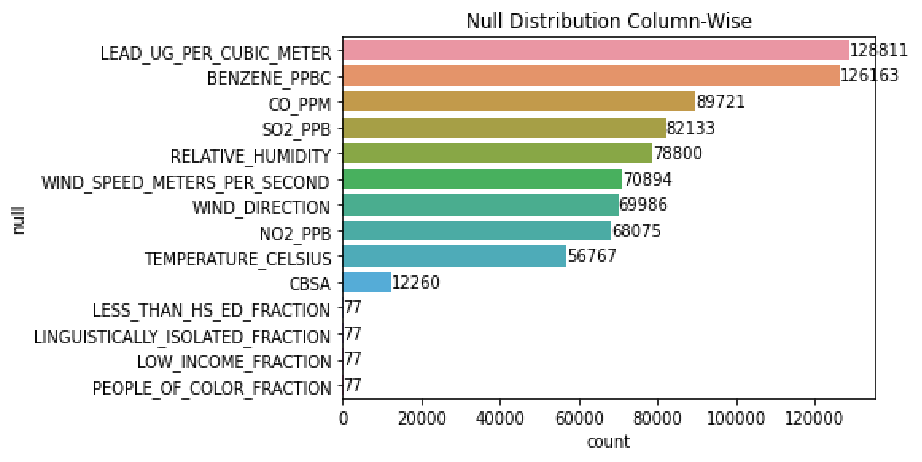 Null Distribution Column-Wise
LEAD_UG_PER_CUBIC_METER 128811
BENZENE_PPBC 126163
CO_PPM 89721
SO2_PPB 82133
RELATIVE_HUMIDITY 78800
WIND_SPEED_METERS_PER_SECOND 70894
WIND_DIRECTION 69986
NO2_PPB 68075
TEMPERATURE_CELSIUS 56767
CBSA 12260
LESS_THAN_HS_ED_FRACTION 77
LINGUISTICALLY_ISOLATED_FRACTION 77
LOW_INCOME_FRACTION 77
PEOPLE_OF_COLOR_FRACTION 77
null
0 20000 40000 60000 80000 100000 120000
count